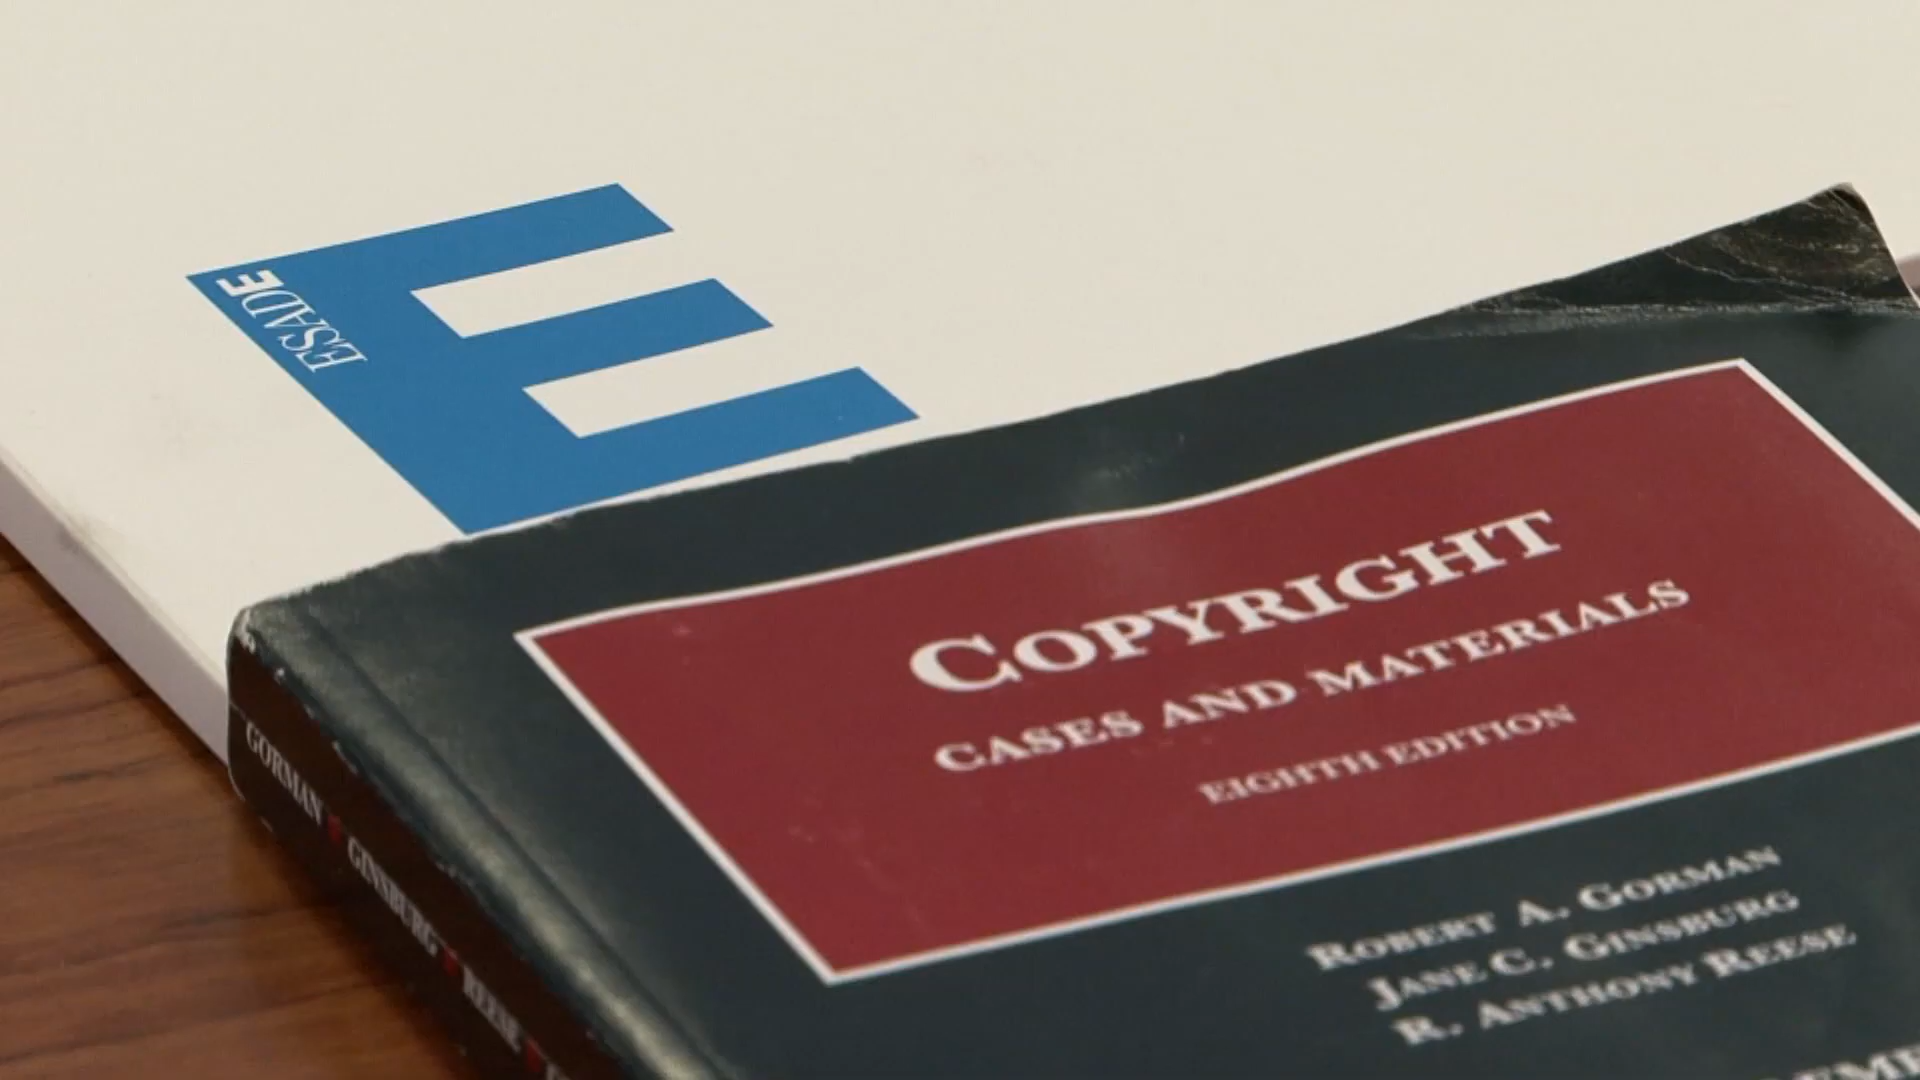 ESADE
COPYRIGHT
CASES AND MATERIALS
EIGHTH EDITION
ROBERT A. GORMAN
JANE C. GINSBURG
R. ANTHONY REESE
GORMAN GINSBURG REESE